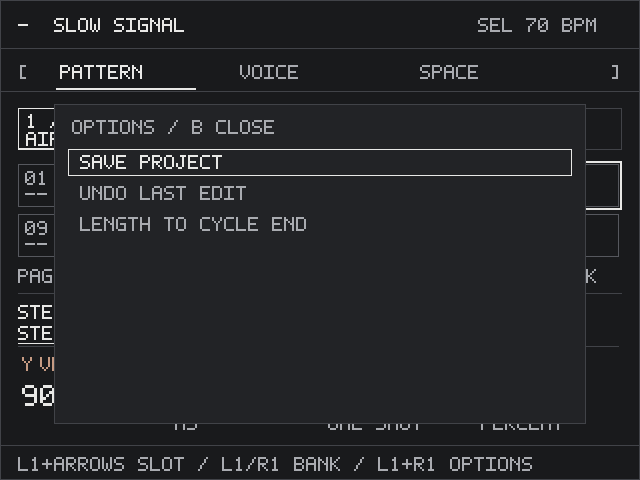 – SLOW SIGNAL SEL 70 BPM
[ PATTERN VOICE SPACE ]
1
OPTIONS / B CLOSE
SAVE PROJECT
01
UNDO LAST EDIT
--
09
LENGTH TO CYCLE END
--
90
L1+ARROWS SLOT / L1/R1 BANK / L1+R1 OPTIONS